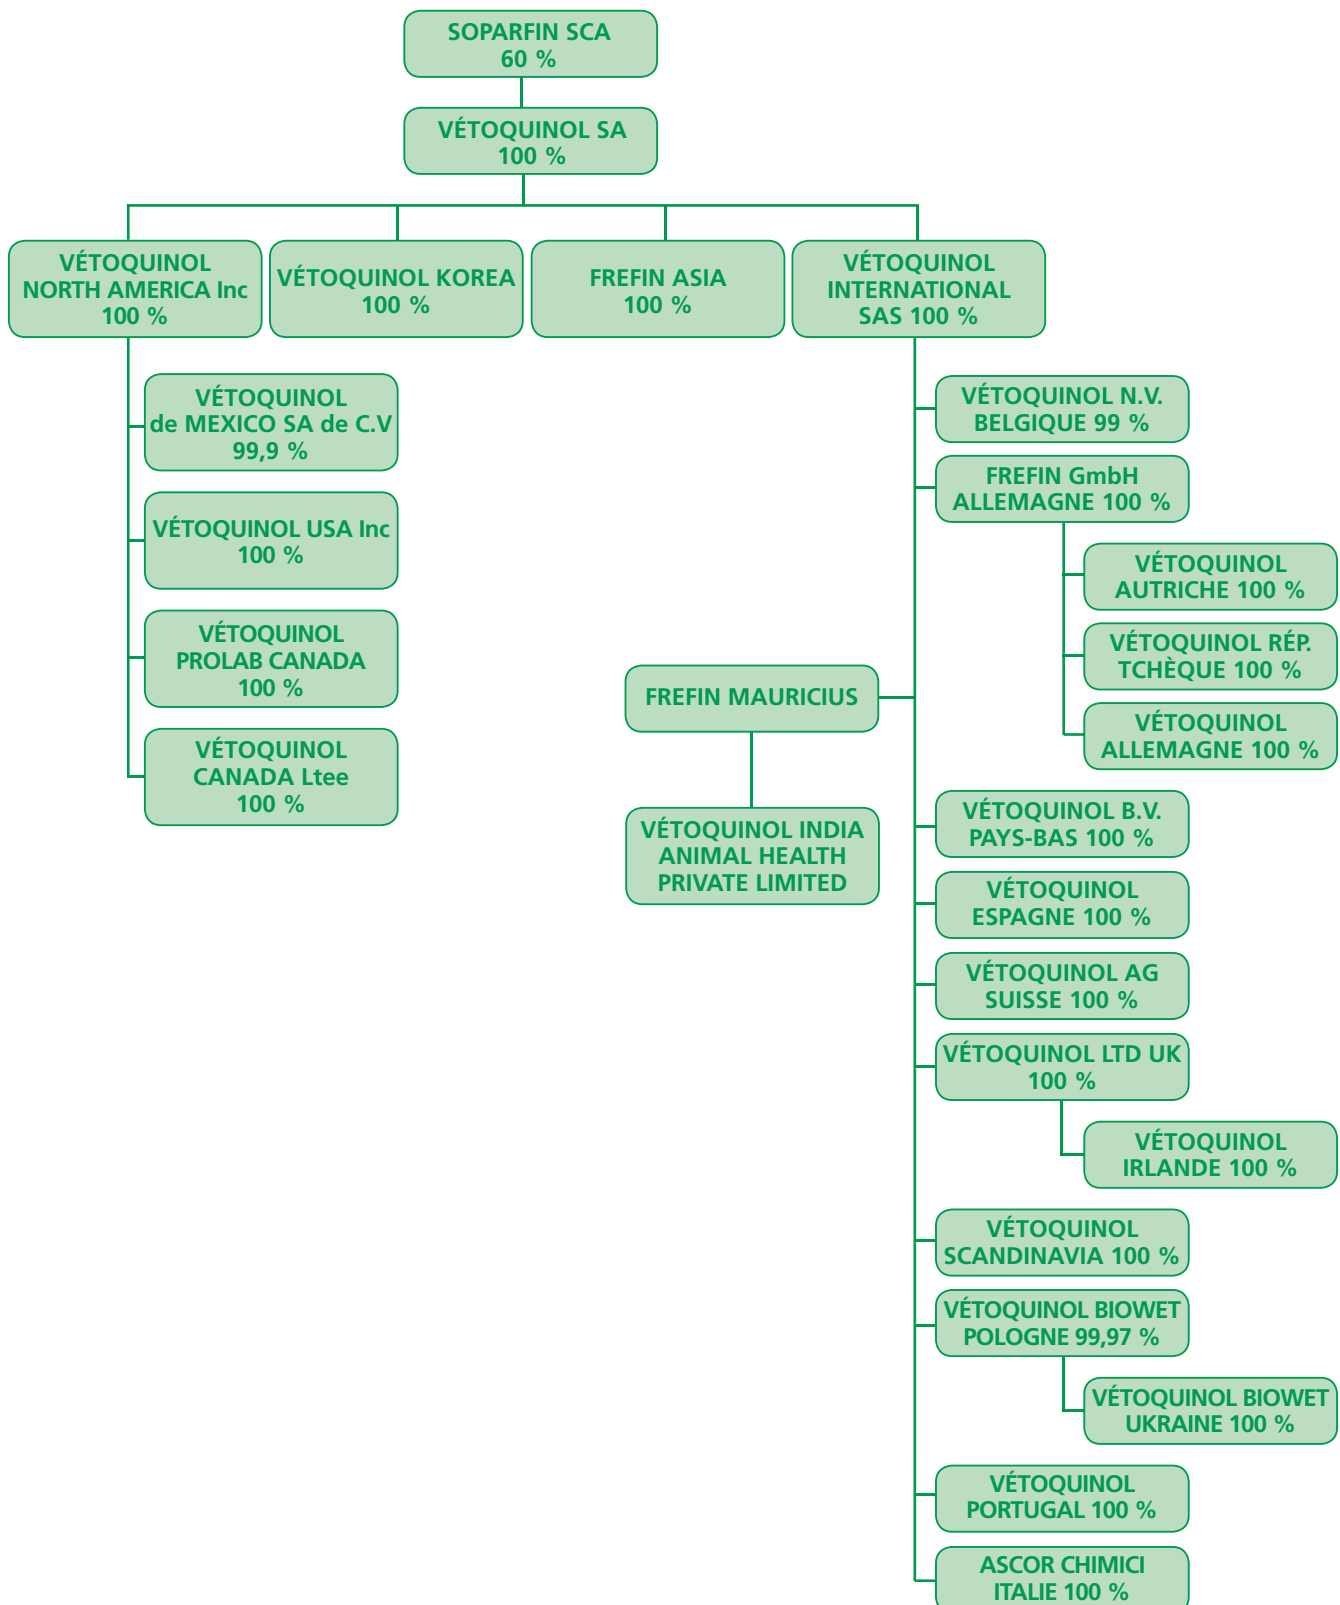 SOPARFIN SCA
60 %
VÉTOQUINOL SA
100 %
VÉTOQUINOL
NORTH AMERICA Inc
100 %
VÉTOQUINOL KOREA
100 %
FREFIN ASIA
100 %
VÉTOQUINOL
INTERNATIONAL
SAS 100 %
VÉTOQUINOL
de MEXICO SA de C.V
99,9 %
VÉTOQUINOL USA Inc
100 %
VÉTOQUINOL
PROLAB CANADA
100 %
VÉTOQUINOL
CANADA Ltee
100 %
FREFIN MAURICIUS
VÉTOQUINOL INDIA
ANIMAL HEALTH
PRIVATE LIMITED
VÉTOQUINOL N.V.
BELGIQUE 99 %
FREFIN GmbH
ALLEMAGNE 100 %
VÉTOQUINOL
AUTRICHE 100 %
VÉTOQUINOL RÉP.
TCHÈQUE 100 %
VÉTOQUINOL
ALLEMAGNE 100 %
VÉTOQUINOL B.V.
PAYS-BAS 100 %
VÉTOQUINOL
ESPAGNE 100 %
VÉTOQUINOL AG
SUISSE 100 %
VÉTOQUINOL LTD UK
100 %
VÉTOQUINOL
IRLANDE 100 %
VÉTOQUINOL
SCANDINAVIA 100 %
VÉTOQUINOL BIOWET
POLOGNE 99,97 %
VÉTOQUINOL BIOWET
UKRAINE 100 %
VÉTOQUINOL
PORTUGAL 100 %
ASCOR CHIMICI
ITALIE 100 %